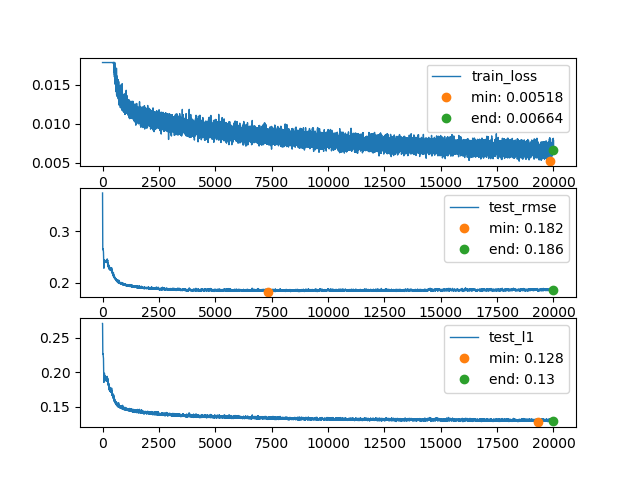 train_loss
min: 0.00518
end: 0.00664
0.015
0.010
0.005
0 2500 5000 7500 10000 12500 15000 17500 20000
test_rmse
min: 0.182
end: 0.186
0.3
0.2
0 2500 5000 7500 10000 12500 15000 17500 20000
test_l1
min: 0.128
end: 0.13
0.25
0.20
0.15
0 2500 5000 7500 10000 12500 15000 17500 20000